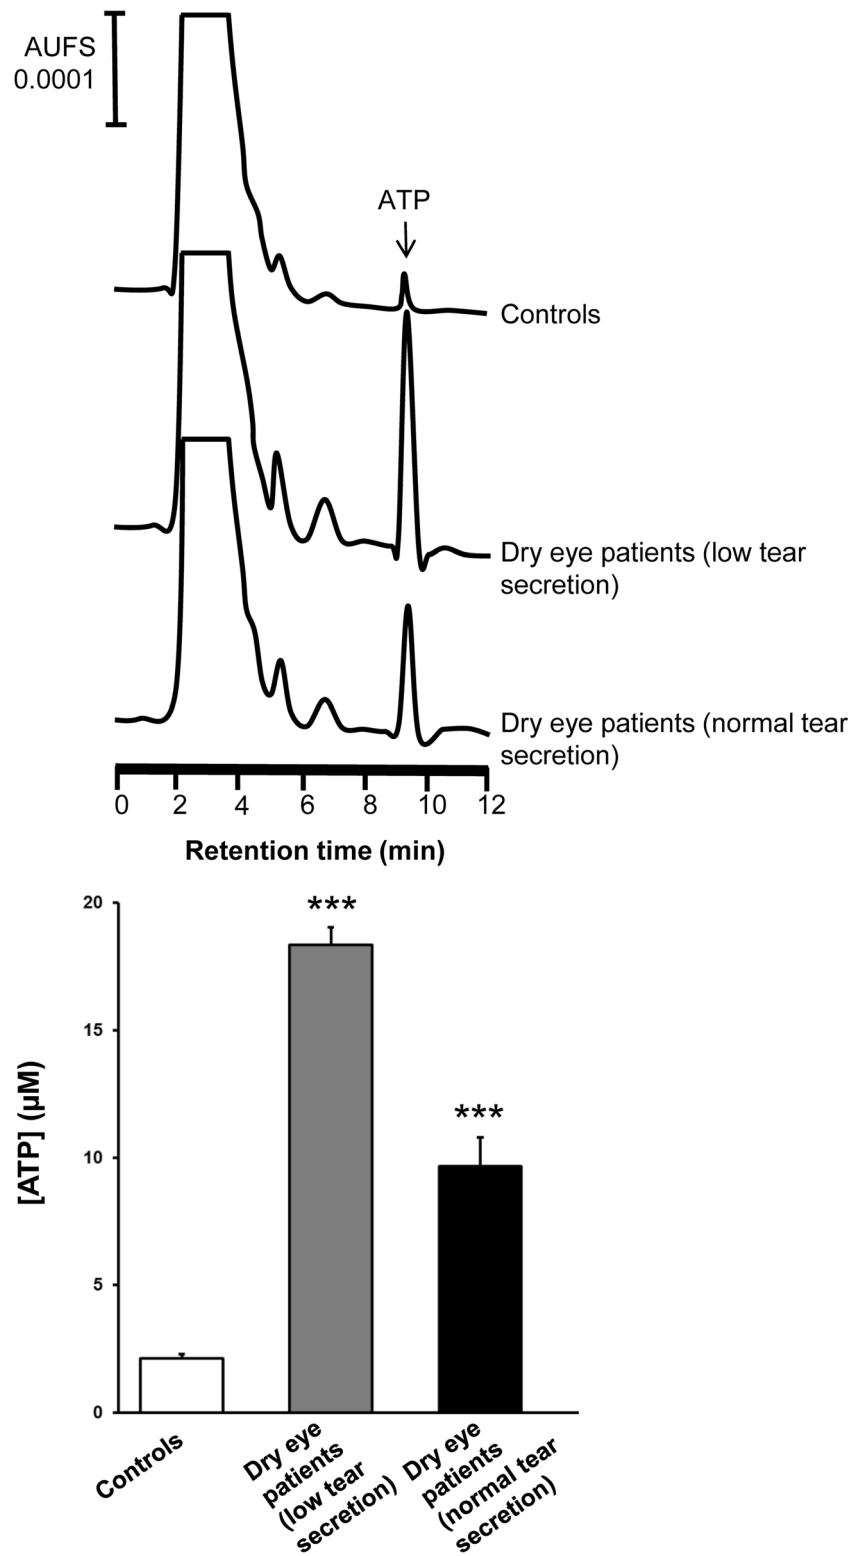 AUFS
0.0001
ATP
Controls
Dry eye patients (low tear
secretion)
Dry eye patients (normal tear
secretion)
0 2 4 6 8 10 12
Retention time (min)
20
15
10
5
0
[ATP] (µM)
***
***
Controls
Dry eye
patients
(low tear
secretion)
Dry eye
patients
(normal tear
secretion)